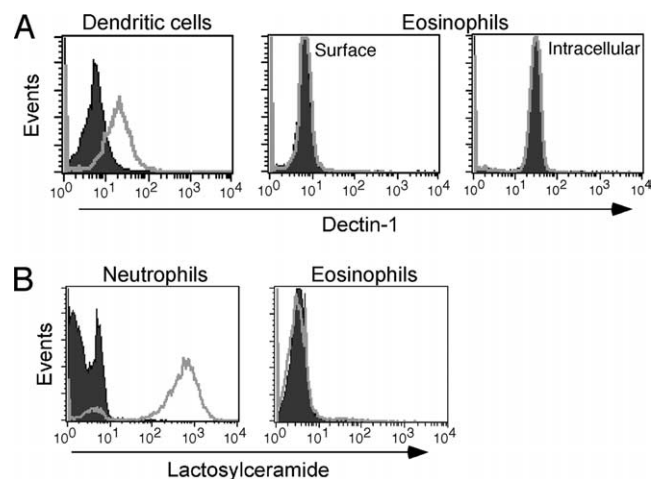 A
Dendritic cells
Eosinophils
Events
Surface
Intracellular
10⁰ 10¹ 10² 10³ 10⁴
10⁰ 10¹ 10² 10³ 10⁴
10⁰ 10¹ 10² 10³ 10⁴
Dectin-1
B
Neutrophils
Eosinophils
Events
10⁰ 10¹ 10² 10³ 10⁴
10⁰ 10¹ 10² 10³ 10⁴
Lactosylceramide